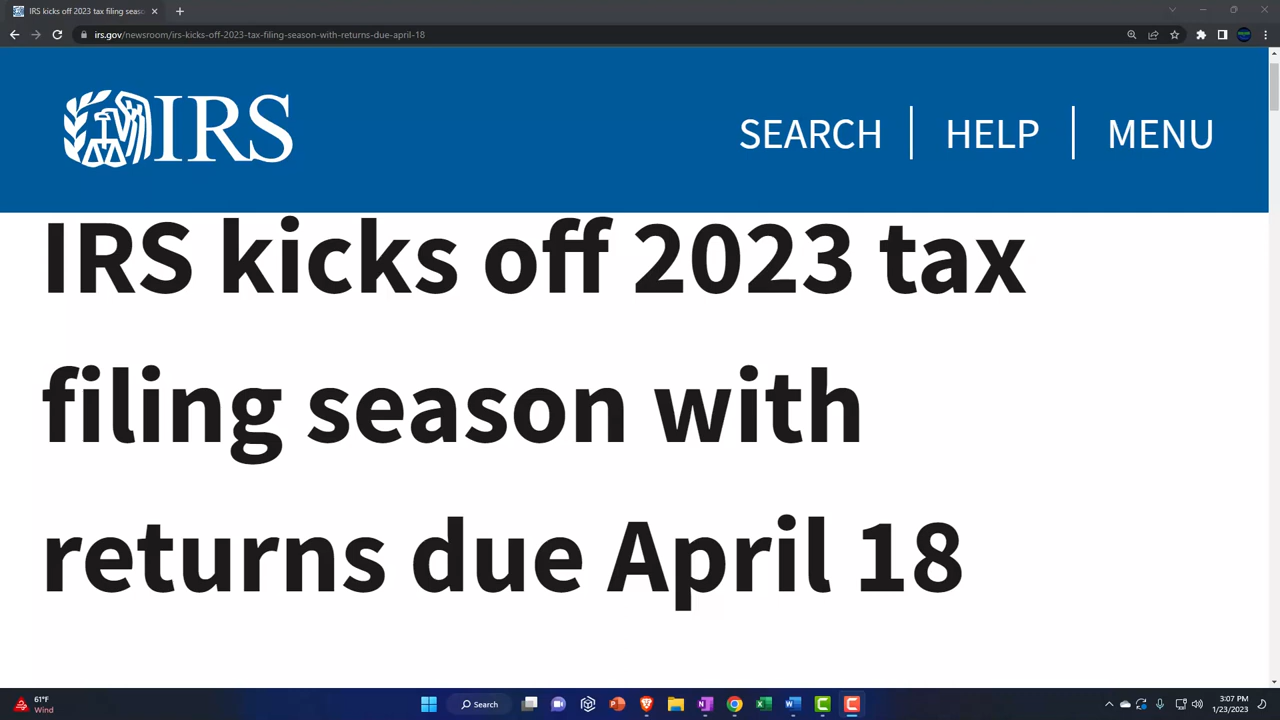 IRS kicks off 2023 tax filing seaso
irs.gov/newsroom/irs-kicks-off-2023-tax-filing-season-with-returns-due-april-18
IRS
SEARCH
HELP
MENU
IRS kicks off 2023 tax
filing season with
returns due April 18
61°F
Wind
Search
3:07 PM
1/23/2023